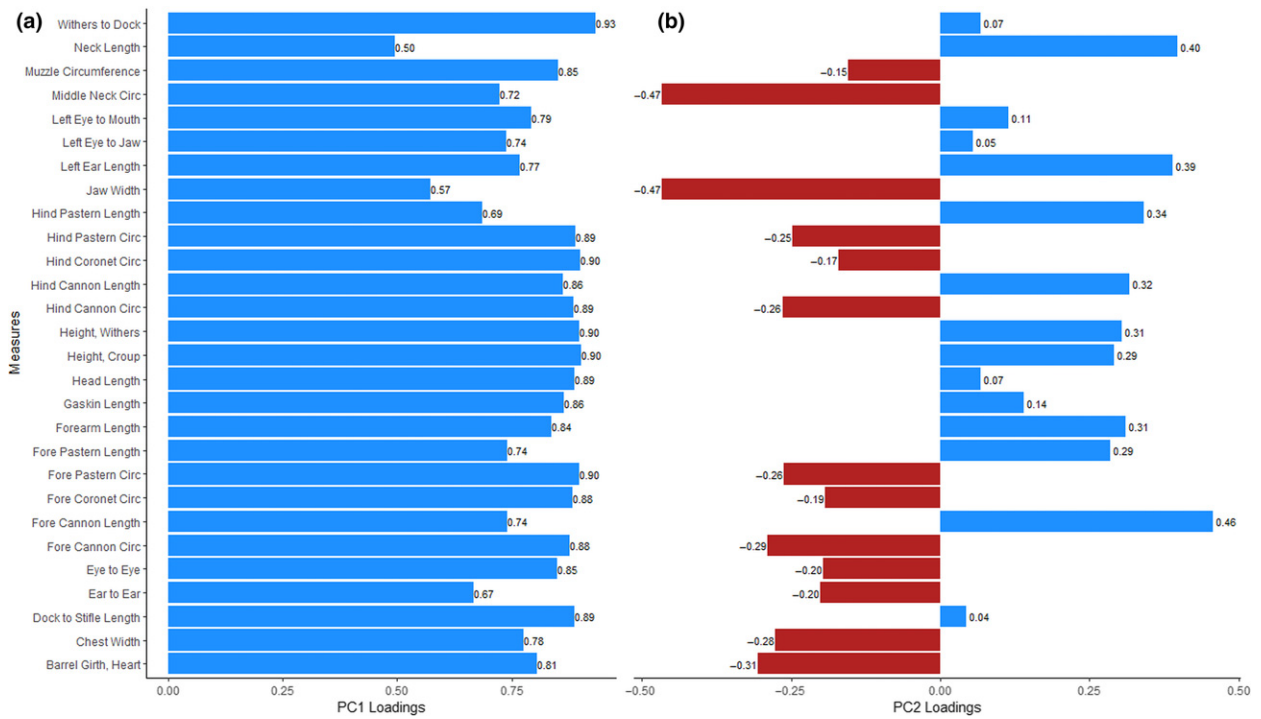 (a) (b)
Withers to Dock 0.93 0.07
Neck Length 0.50 0.40
Muzzle Circumference 0.85 −0.15
Middle Neck Circ 0.72 −0.47
Left Eye to Mouth 0.79 0.11
Left Eye to Jaw 0.74 0.05
Left Ear Length 0.77 0.39
Jaw Width 0.57 −0.47
Hind Pastern Length 0.69 0.34
Hind Pastern Circ 0.89 −0.25
Hind Coronet Circ 0.90 −0.17
Hind Cannon Length 0.86 0.32
Hind Cannon Circ 0.89 −0.26
Height, Withers 0.90 0.31
Height, Croup 0.90 0.29
Head Length 0.89 0.07
Gaskin Length 0.86 0.14
Forearm Length 0.84 0.31
Fore Pastern Length 0.74 0.29
Fore Pastern Circ 0.90 −0.26
Fore Coronet Circ 0.88 −0.19
Fore Cannon Length 0.74 0.46
Fore Cannon Circ 0.88 −0.29
Eye to Eye 0.85 −0.20
Ear to Ear 0.67 −0.20
Dock to Stifle Length 0.89 0.04
Chest Width 0.78 −0.28
Barrel Girth, Heart 0.81 −0.31
Measures
0.00 0.25 0.50 0.75 −0.50 −0.25 0.00 0.25 0.50
PC1 Loadings PC2 Loadings